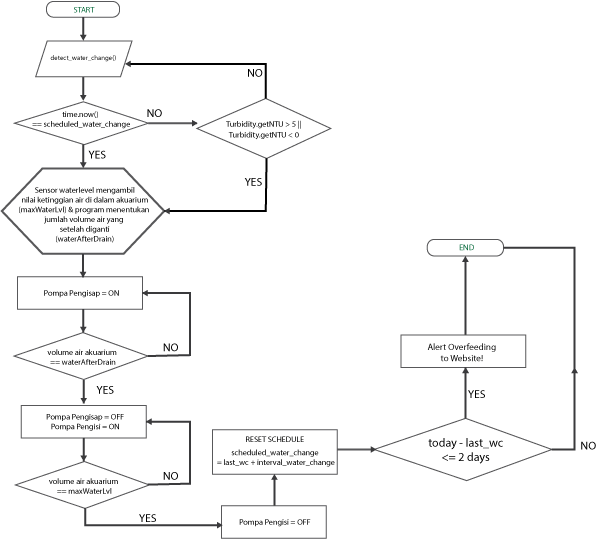 START
detect_water_change()
NO
time.now()
== scheduled_water_change
NO
Turbidity.getNTU > 5 ||
Turbidity.getNTU < 0
YES
YES
Sensor waterlevel mengambil
nilai ketinggian air di dalam akuarium
(maxWaterLvl) & program menentukan
jumlah volume air yang
setelah diganti
(waterAfterDrain)
Pompa Pengisap = ON
volume air akuarium
== waterAfterDrain
NO
YES
Pompa Pengisap = OFF
Pompa Pengisi = ON
volume air akuarium
== maxWaterLvl
NO
YES
Pompa Pengisi = OFF
RESET SCHEDULE
scheduled_water_change
= last_wc + interval_water_change
today - last_wc
<= 2 days
YES
NO
Alert Overfeeding
to Website!
END